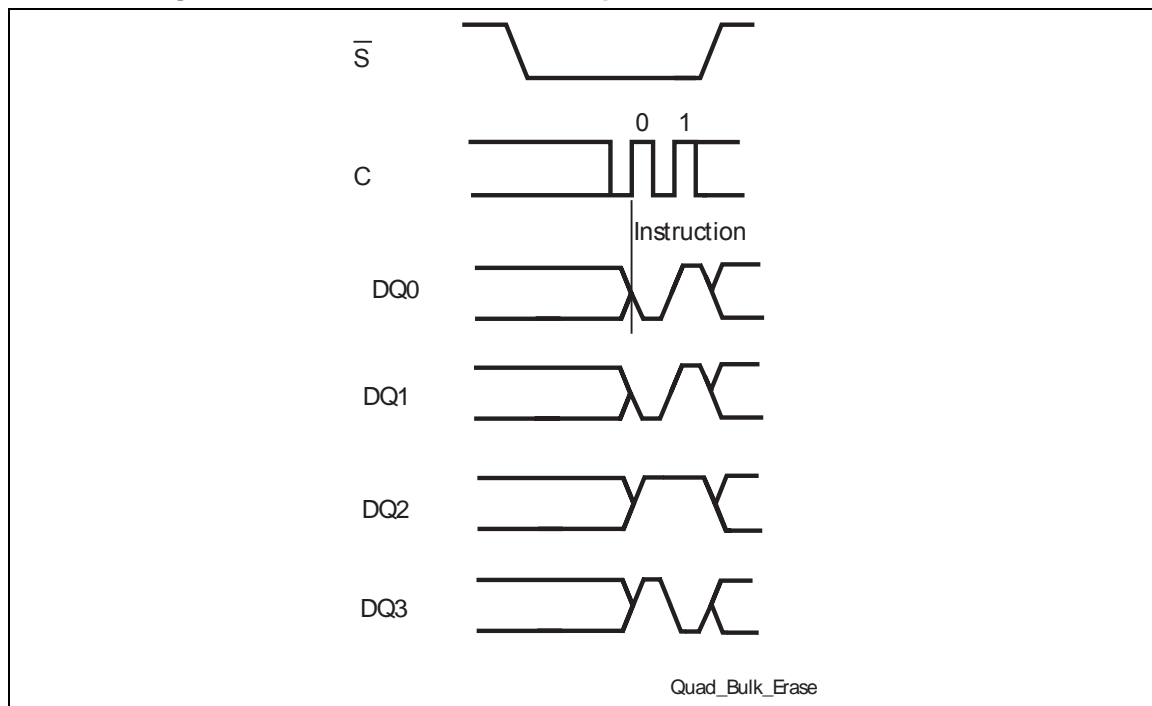 S
0 1
C
Instruction
DQ0
DQ1
DQ2
DQ3
Quad_Bulk_Erase